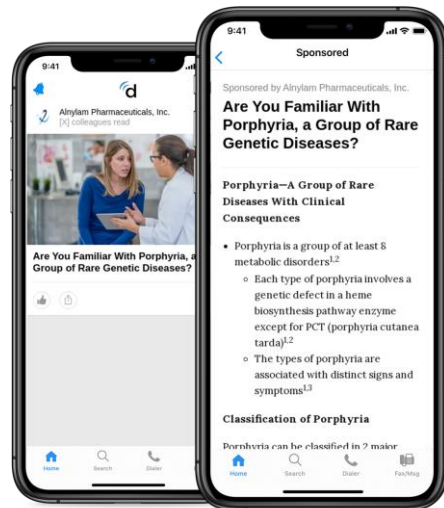 9:41
d
Alnylam Pharmaceuticals, Inc.
[X] colleagues read
Are You Familiar With Porphyria, a
Group of Rare Genetic Diseases?
Home
Search
Dialer
9:41
Sponsored
Sponsored by Alnylam Pharmaceuticals, Inc.
Are You Familiar With
Porphyria, a Group of Rare
Genetic Diseases?
Porphyria—A Group of Rare
Diseases With Clinical
Consequences
• Porphyria is a group of at least 8
metabolic disorders1,2
○ Each type of porphyria involves a
genetic defect in a heme
biosynthesis pathway enzyme
except for PCT (porphyria cutanea
tarda)1,2
○ The types of porphyria are
associated with distinct signs and
symptoms1,3
Classification of Porphyria
Porphyria can be classified in 2 major
Home
Search
Dialer
Fax/Msg